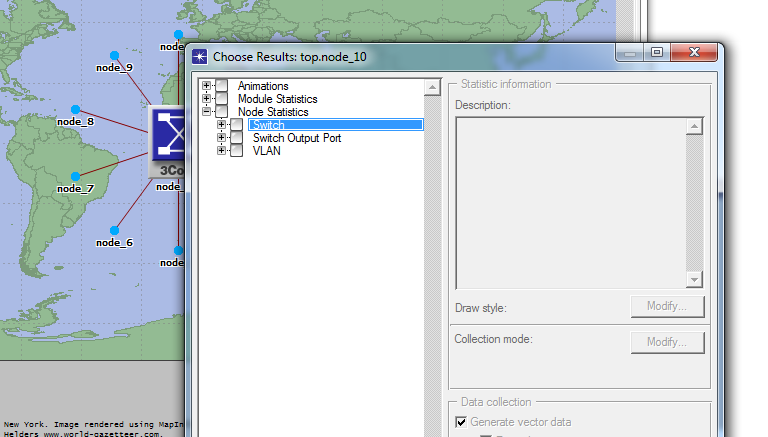 Choose Results: top.node_10
node_9
node_8
node_7
node_6
node
node_
node
3Co
Animations
Module Statistics
Node Statistics
Switch
Switch Output Port
VLAN
Statistic information
Description:
Draw style:
Modify...
Collection mode:
Modify...
Data collection
Generate vector data
New York. Image rendered using MapIn
Helders www.world-gazetteer.com.